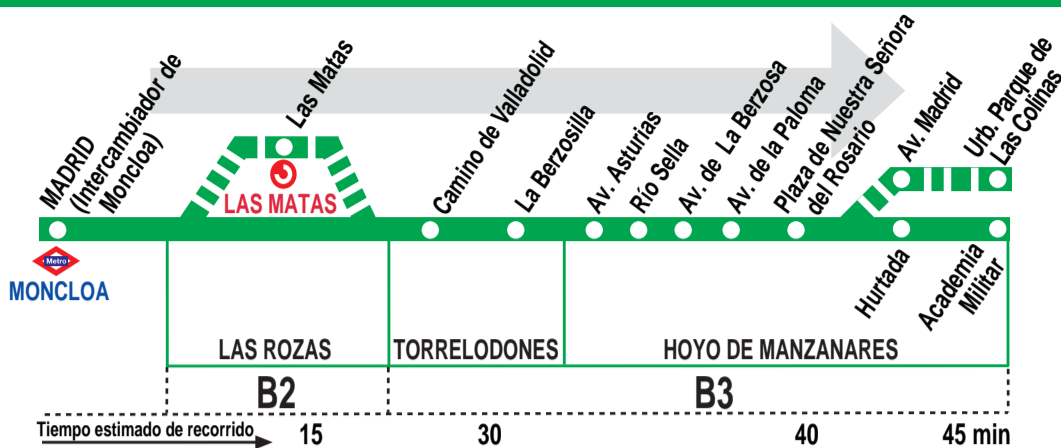 MADRID
(Intercambiador de
Moncloa)
Las Matas
Camino de Valladolid
La Berzosilla
Av. Asturias
Río Sella
Av. de La Berzosa
Av. de la Paloma
Plaza de Nuestra Señora
del Rosario
Av. Madrid
Urb. Parque de
Las Colinas
LAS MATAS
Metro
MONCLOA
Hurtada
Academia
Militar
LAS ROZAS
TORRELODONES
HOYO DE MANZANARES
B2
B3
Tiempo estimado de recorrido 15 30 40 45 min